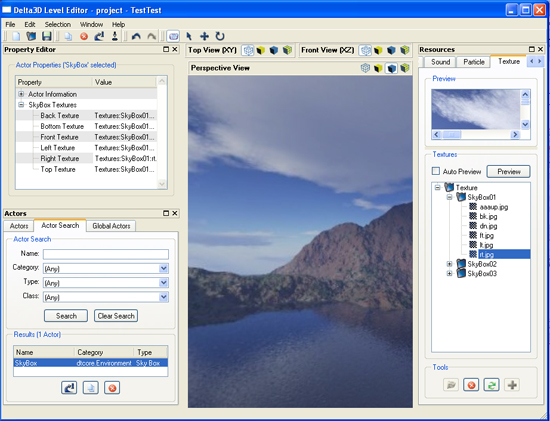 Delta3D Level Editor - project - TestTest
File Edit Selection Window Help
Property Editor
Actor Properties ('SkyBox' selected)
Property Value
Actor Information
SkyBox Textures
Back Texture Textures:SkyBox01...
Bottom Texture Textures:SkyBox01...
Front Texture Textures:SkyBox01...
Left Texture Textures:SkyBox01...
Right Texture Textures:SkyBox01:rt.
Top Texture Textures:SkyBox01...
Actors
Actors Actor Search Global Actors
Actor Search
Name:
Category: (Any)
Type: (Any)
Class: (Any)
Search Clear Search
Results (1 Actor)
Name Category Type
SkyBox dtcore.Environment Sky Box
Top View (XY) Front View (XZ)
Perspective View
Resources
Sound Particle Texture
Preview
Textures
Auto Preview Preview
Texture
SkyBox01
aaaup.jpg
bk.jpg
dn.jpg
ft.jpg
lt.jpg
rt.jpg
SkyBox02
SkyBox03
Tools